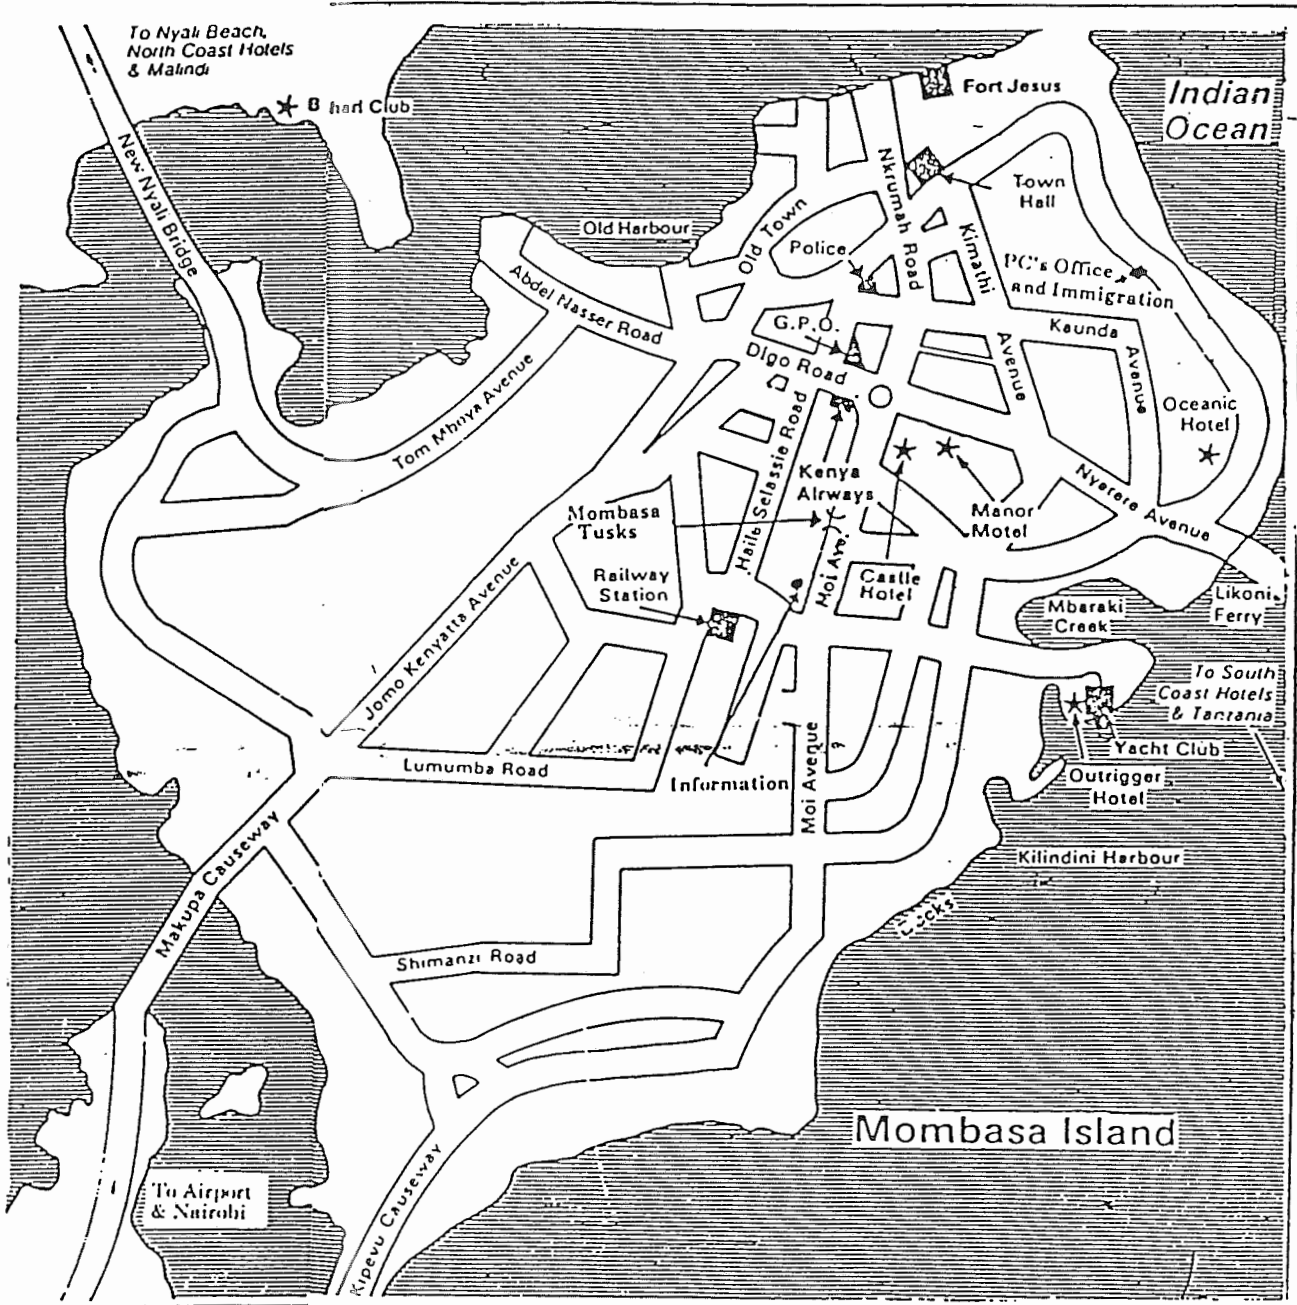 To Nyali Beach,
North Coast Hotels
& Malindi
Club
Fort Jesus
Indian
Ocean
New Nyali Bridge
Nkrumah Road
Town
Hall
Old Harbour
Old Town
Police
Kimathi
Avenue
PC's Office
and Immigration
Abdel Nasser Road
G.P.O.
Kaunda
Avenue
Digo Road
Tom Mboya Avenue
Oceanic
Hotel
Haile Selassie Road
Kenya
Airways
Nyerere Avenue
Mombasa
Tusks
Manor
Motel
Moi Av
Railway
Station
Castle
Hotel
Likoni
Ferry
Mbaraki
Creek
Jomo Kenyatta Avenue
To South
Coast Hotels
& Tanzania
Yacht Club
Lumumba Road
Information
Moi Avenue
Outrigger
Hotel
Makupa Causeway
Kilindini Harbour
Docks
Shimanzi Road
Mombasa Island
To Airport
& Nairobi
Kipevu Causeway